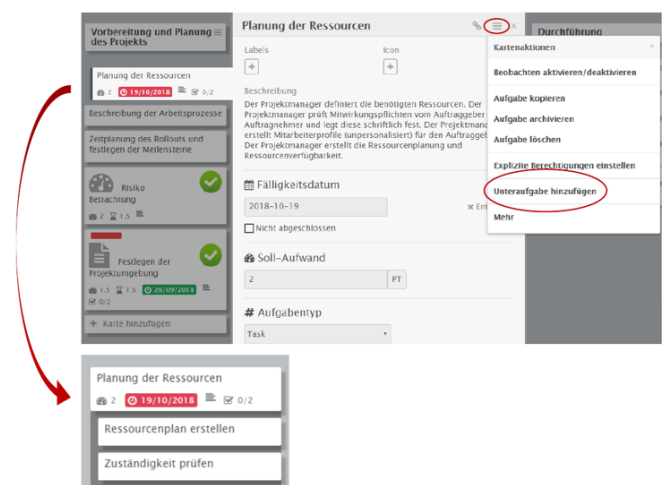 Vorbereitung und Planung
des Projekts
Planung der Ressourcen
2 19/10/2018 0/2
Beschreibung der Arbeitsprozesse
Zeitplanung des Rollouts und
festlegen der Meilensteine
Risiko
Betrachtung
2 1.5
Festlegen der
Projektumgebung
1.5 1.5 26/09/2018
0/2
+ Karte hinzufügen
Planung der Ressourcen
Labels Icon
+ +
Beschreibung
Der Projektmanager definiert die benötigten Ressourcen. Der
Projektmanager prüft Mitwirkungspflichten vom Auftraggeber
Auftragnehmer und legt diese schriftlich fest. Der Projektmana
erstellt Mitarbeiterprofile (unpersonalisiert) für den Auftragge
Der Projektmanager erstellt die Ressourcenplanung und
Ressourcenverfügbarkeit.
Fälligkeitsdatum
2018-10-19
× En
Nicht abgeschlossen
Soll-Aufwand
2 PT
# Aufgabentyp
Task
Durchführung
Kartenaktionen ×
Beobachten aktivieren/deaktivieren
Aufgabe kopieren
Aufgabe archivieren
Aufgabe löschen
Explizite Berechtigungen einstellen
Unteraufgabe hinzufügen
Mehr
Planung der Ressourcen
2 19/10/2018 0/2
Ressourcenplan erstellen
Zuständigkeit prüfen